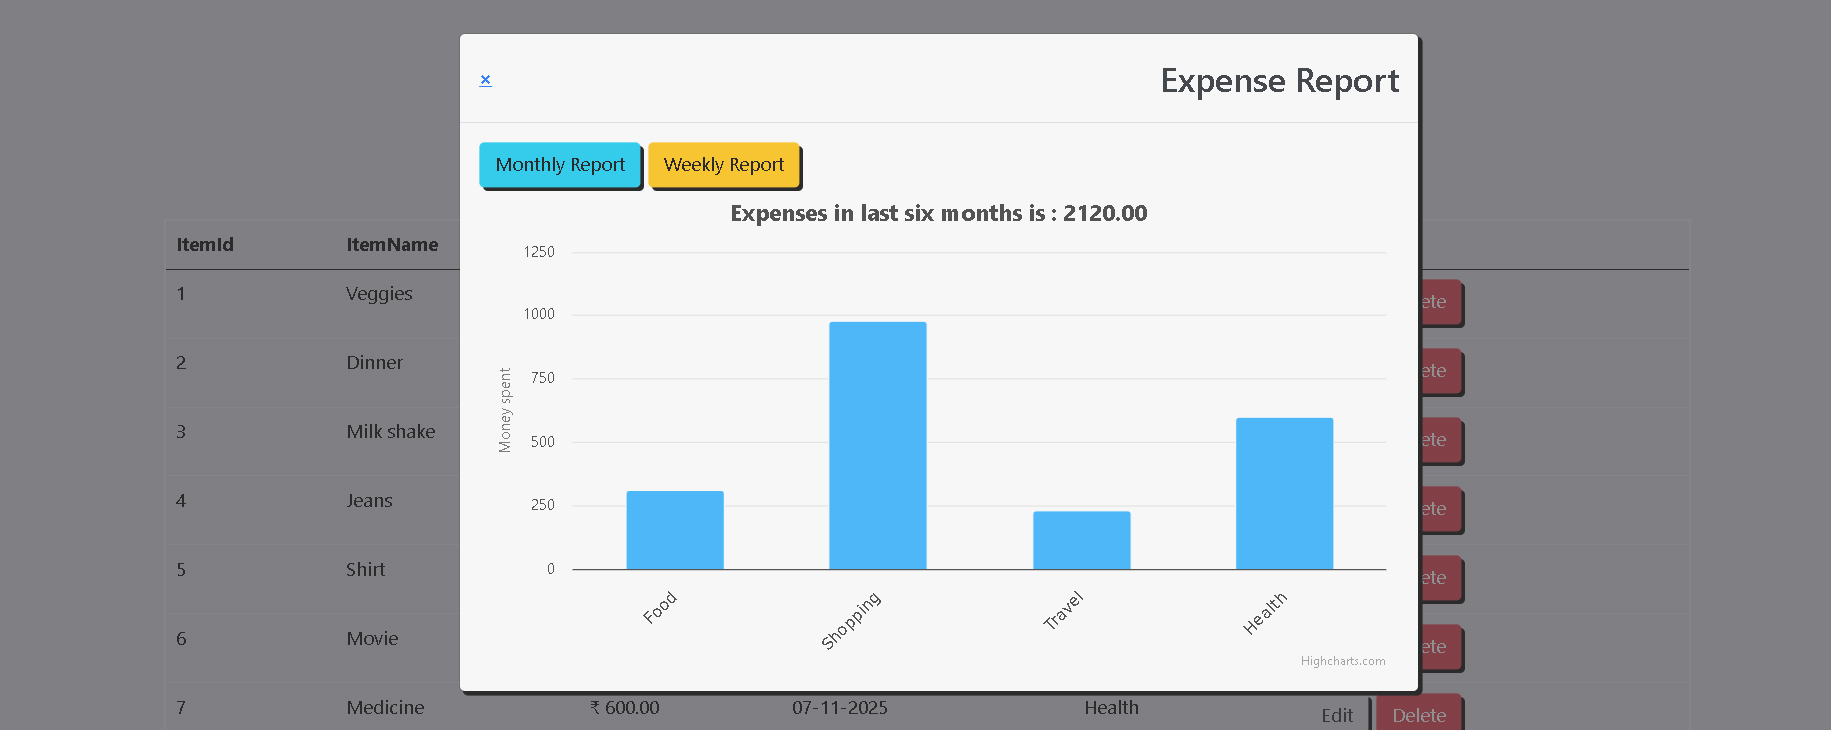 ×
Expense Report
Monthly Report Weekly Report
Expenses in last six months is : 2120.00
Money spent
1250
1000
750
500
250
0
Food Shopping Travel Health
Highcharts.com
ItemId ItemName
1 Veggies ete
2 Dinner ete
3 Milk shake ete
4 Jeans ete
5 Shirt ete
6 Movie ete
7 Medicine ₹ 600.00 07-11-2025 Health Edit Delete